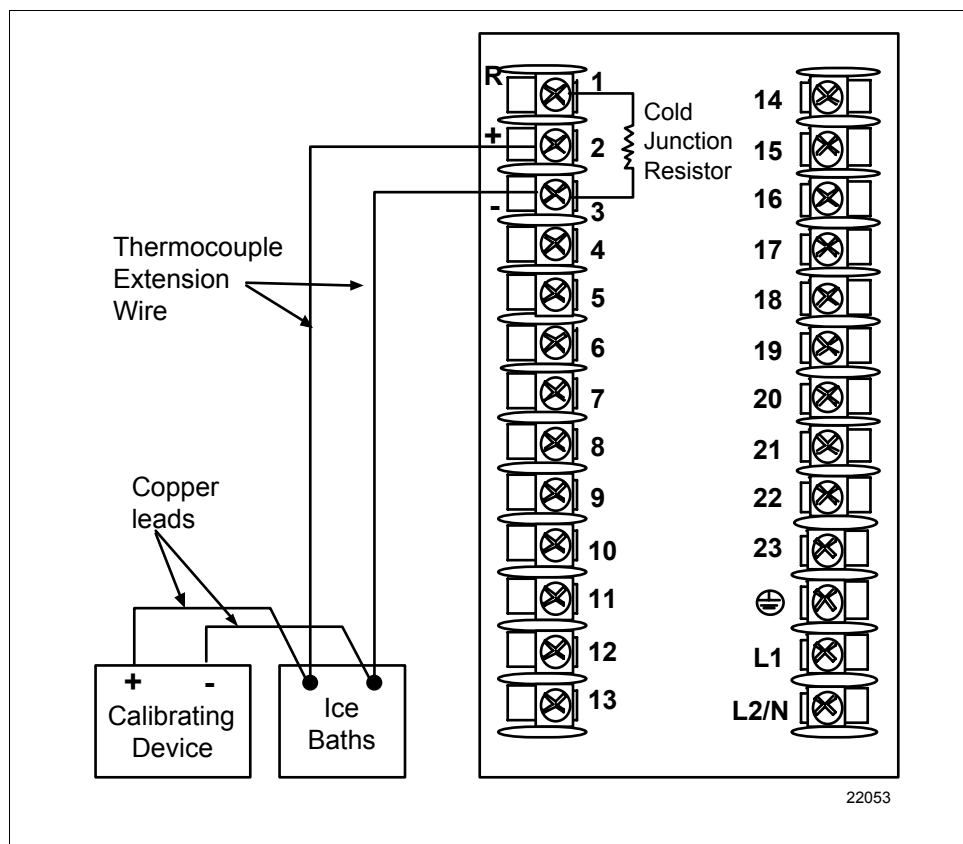 R
1
+
2
-
3
4
5
6
7
8
9
10
11
12
13
Cold
Junction
Resistor
14
15
16
17
18
19
20
21
22
23
L1
L2/N
Thermocouple
Extension
Wire
Copper
leads
+ -
Calibrating
Device
Ice
Baths
22053